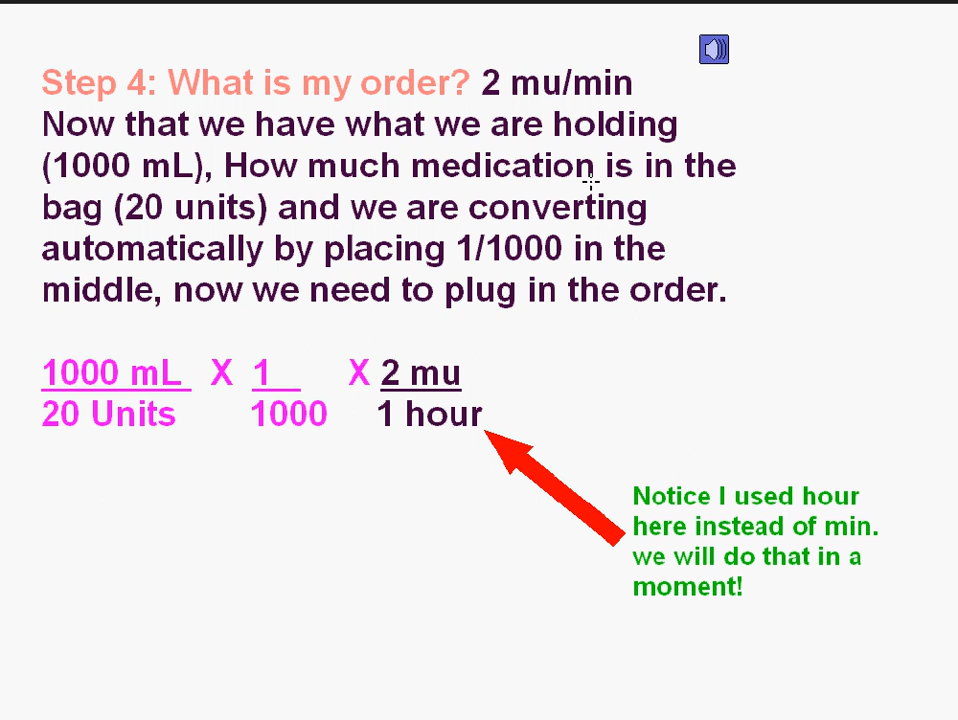 Step 4: What is my order? 2 mu/min
Now that we have what we are holding
(1000 mL), How much medication is in the
bag (20 units) and we are converting
automatically by placing 1/1000 in the
middle, now we need to plug in the order.
1000 mL X 1 X 2 mu
20 Units 1000 1 hour
Notice I used hour
here instead of min.
we will do that in a
moment!